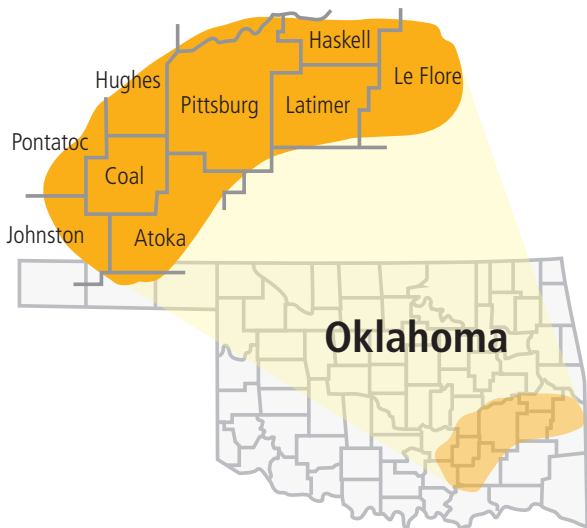 Haskell
Le Flore
Hughes
Pittsburg
Latimer
Pontatoc
Coal
Johnston
Atoka
Oklahoma